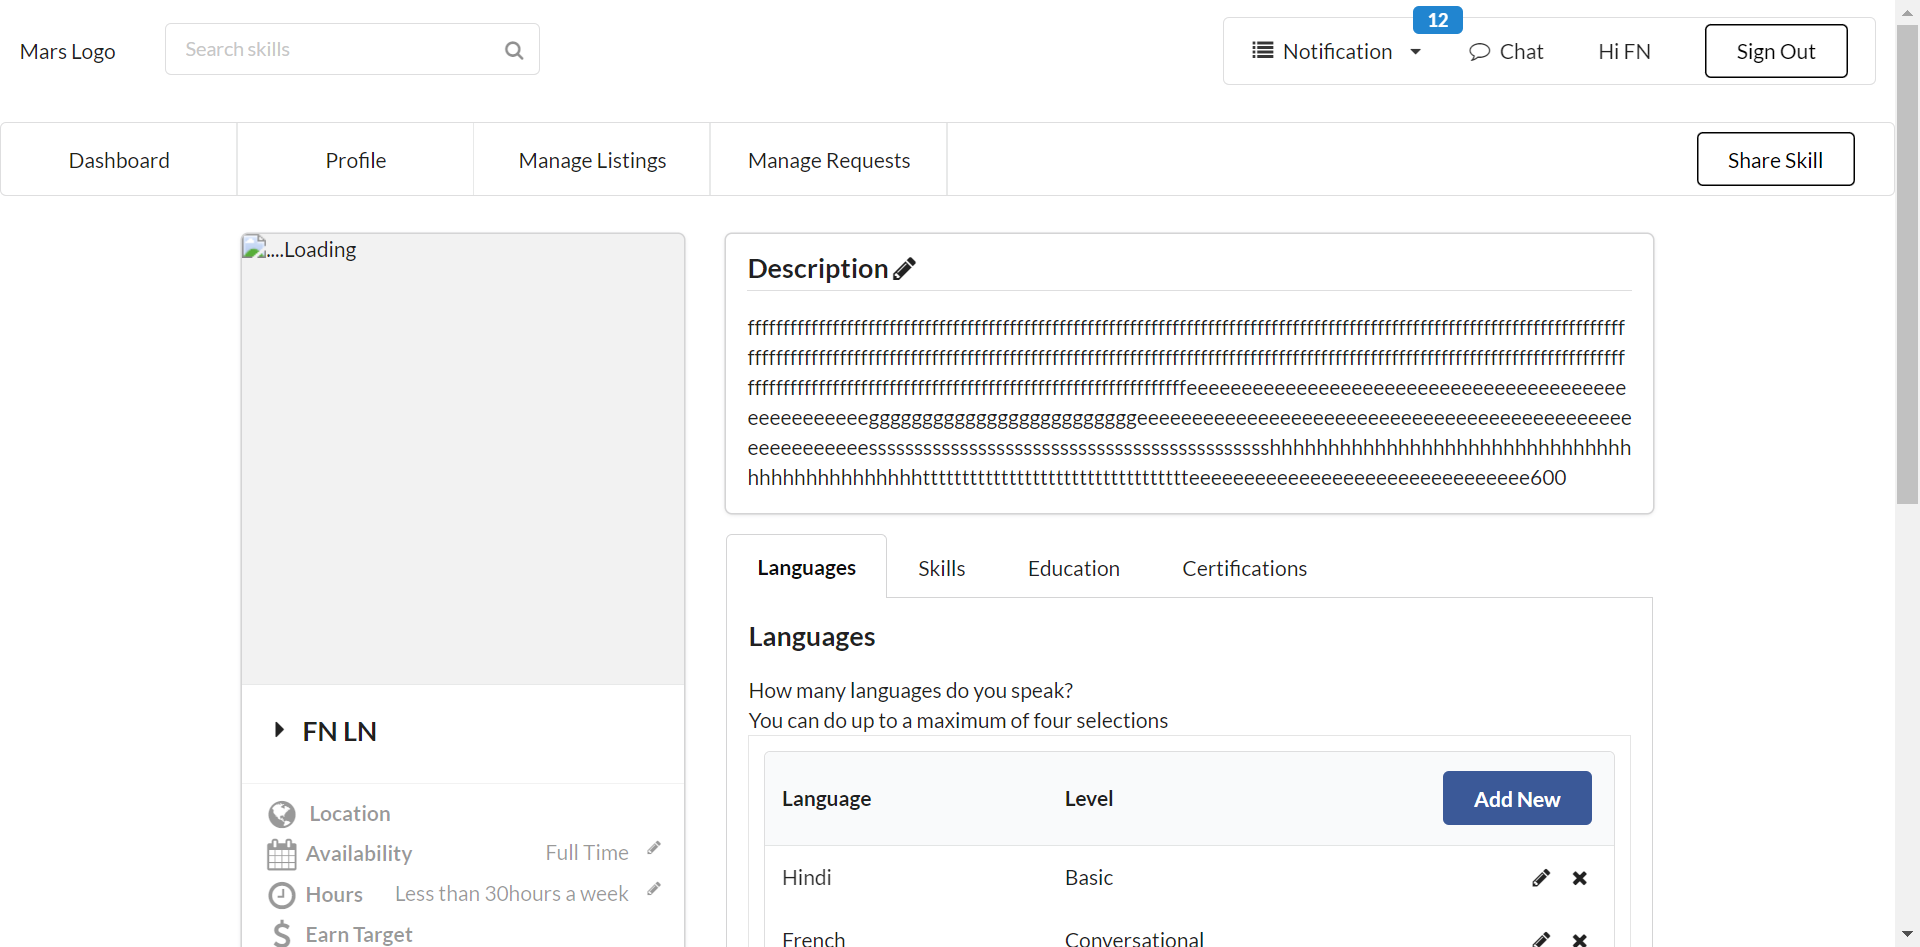 Mars Logo
Search skills
Notification
12
Chat
Hi FN
Sign Out
Dashboard
Profile
Manage Listings
Manage Requests
Share Skill
....Loading
FN LN
Location
Availability
Full Time
Hours
Less than 30hours a week
Earn Target
Description
600
Languages
Skills
Education
Certifications
Languages
How many languages do you speak?
You can do up to a maximum of four selections
Language
Level
Add New
Hindi
Basic
French
Conversational